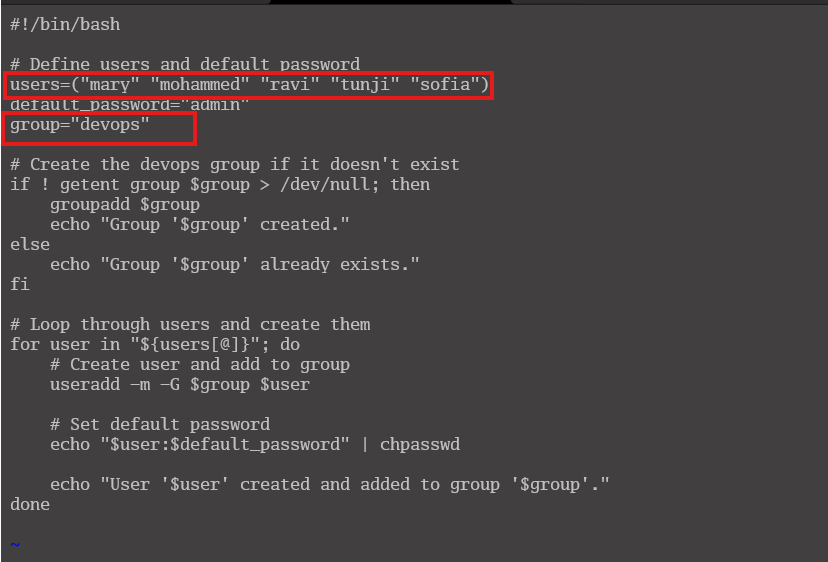 #!/bin/bash
# Define users and default password
users=("mary" "mohammed" "ravi" "tunji" "sofia")
default_password="admin"
group="devops"
# Create the devops group if it doesn't exist
if ! getent group $group > /dev/null; then
    groupadd $group
    echo "Group '$group' created."
else
    echo "Group '$group' already exists."
fi
# Loop through users and create them
for user in "${users[@]}"; do
    # Create user and add to group
    useradd -m -G $group $user
    # Set default password
    echo "$user:$default_password" | chpasswd
    echo "User '$user' created and added to group '$group'."
done
~